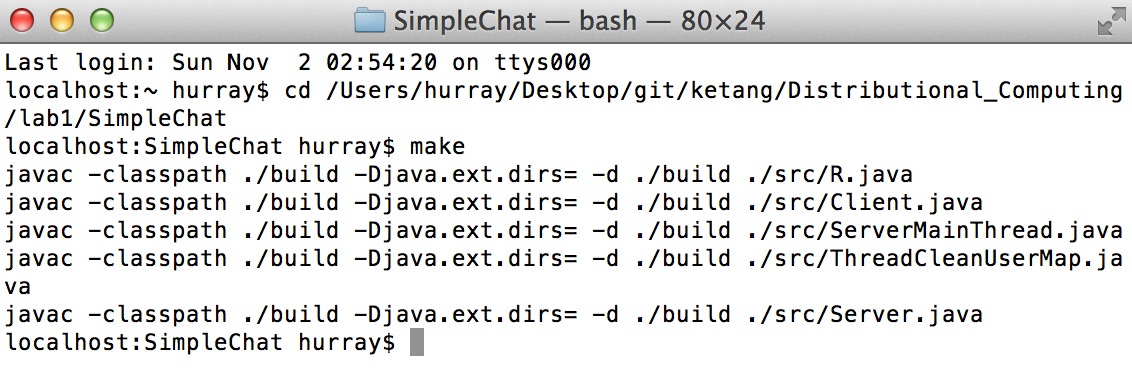 SimpleChat — bash — 80×24
Last login: Sun Nov  2 02:54:20 on ttys000
localhost:~ hurray$ cd /Users/hurray/Desktop/git/ketang/Distributional_Computing
/lab1/SimpleChat
localhost:SimpleChat hurray$ make
javac -classpath ./build -Djava.ext.dirs= -d ./build ./src/R.java
javac -classpath ./build -Djava.ext.dirs= -d ./build ./src/Client.java
javac -classpath ./build -Djava.ext.dirs= -d ./build ./src/ServerMainThread.java
javac -classpath ./build -Djava.ext.dirs= -d ./build ./src/ThreadCleanUserMap.ja
va
javac -classpath ./build -Djava.ext.dirs= -d ./build ./src/Server.java
localhost:SimpleChat hurray$